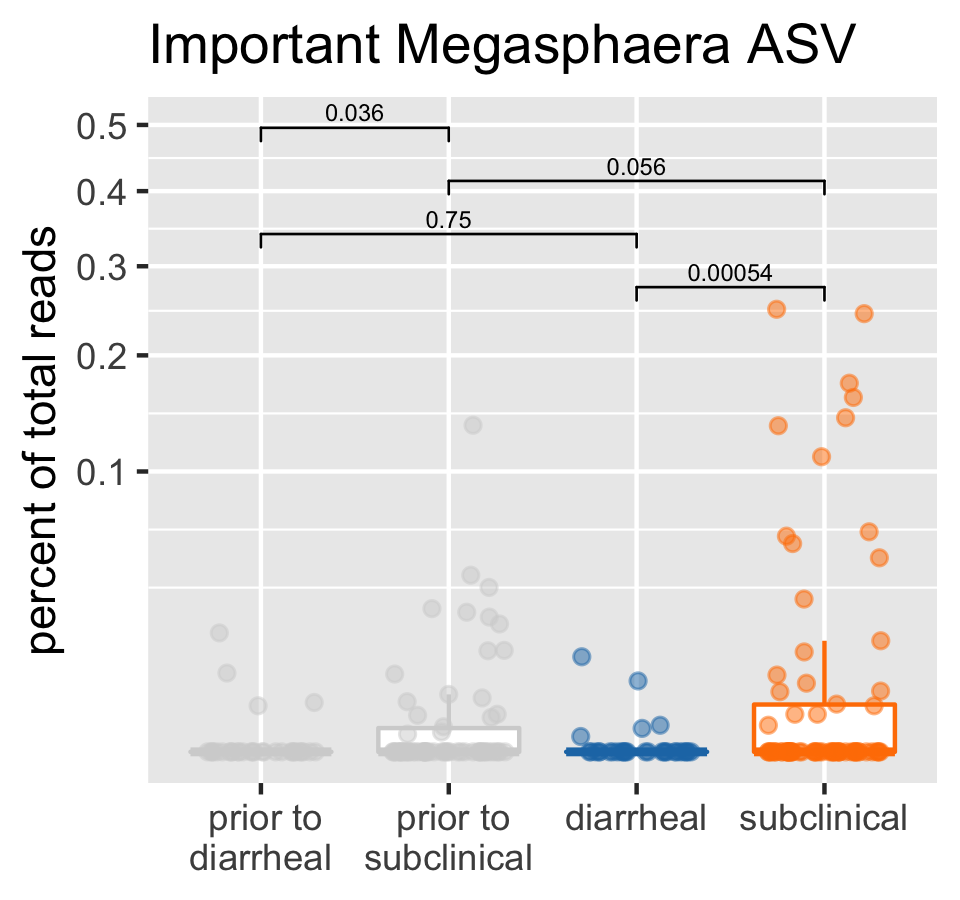 Important Megasphaera ASV
percent of total reads
0.5
0.4
0.3
0.2
0.1
0.036
0.056
0.75
0.00054
prior to
diarrheal
prior to
subclinical
diarrheal
subclinical